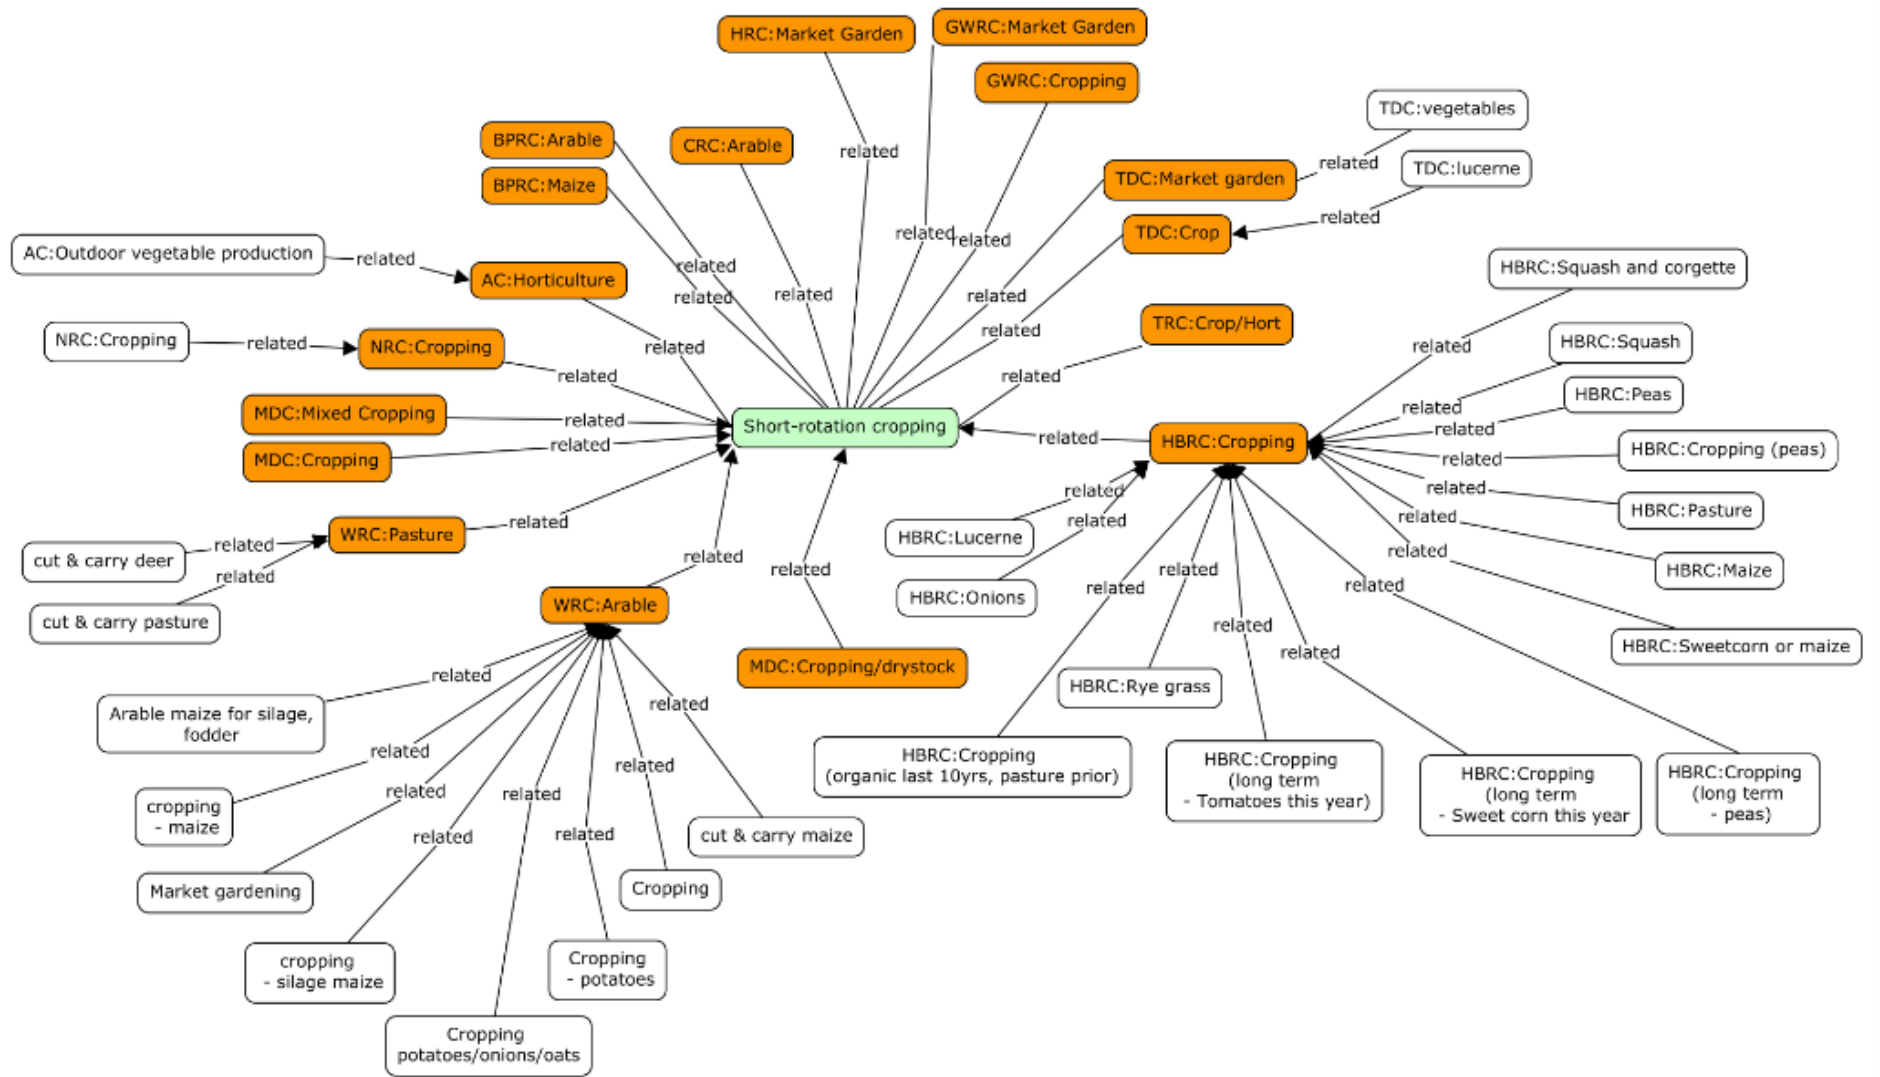 HRC:Market Garden
GWRC:Market Garden
GWRC:Cropping
TDC:vegetables
BPRC:Arable
CRC:Arable
related
related
TDC:lucerne
BPRC:Maize
TDC:Market garden
related
TDC:Crop
related
related
AC:Outdoor vegetable production
related
related
HBRC:Squash and corgette
AC:Horticulture
related
related
related
TRC:Crop/Hort
related
NRC:Cropping
related
NRC:Cropping
related
related
HBRC:Squash
related
related
HBRC:Peas
MDC:Mixed Cropping
related
related
Short-rotation cropping
related
related
HBRC:Cropping
HBRC:Cropping (peas)
MDC:Cropping
related
related
related
related
HBRC:Pasture
WRC:Pasture
related
related
related
HBRC:Lucerne
related
related
cut & carry deer
related
related
related
related
related
HBRC:Maize
related
related
HBRC:Onions
WRC:Arable
cut & carry pasture
related
related
HBRC:Sweetcorn or maize
MDC:Cropping/drystock
related
HBRC:Rye grass
related
Arable maize for silage,
fodder
related
related
HBRC:Cropping
(organic last 10yrs, pasture prior)
HBRC:Cropping
(long term
- Tomatoes this year)
HBRC:Cropping
(long term
- Sweet corn this year
HBRC:Cropping
(long term
- peas)
related
related
cropping
- maize
related
related
cut & carry maize
Market gardening
Cropping
cropping
- silage maize
Cropping
- potatoes
Cropping
potatoes/onions/oats